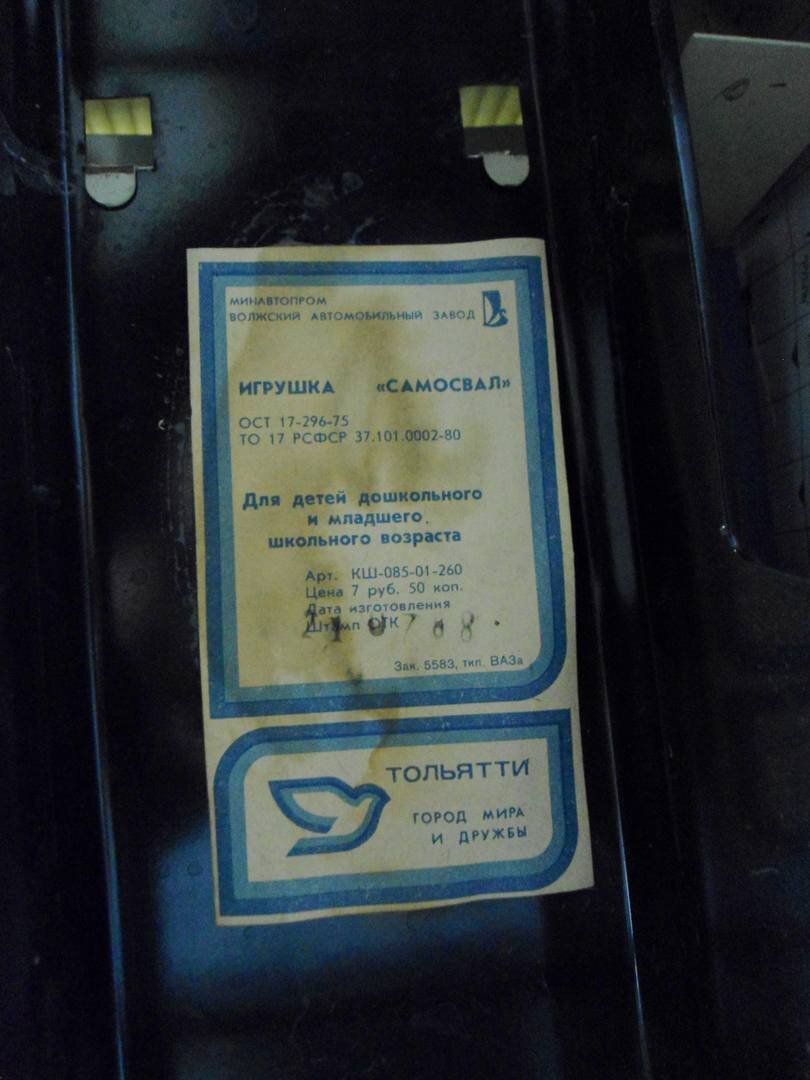 МИНАВТОПРОМ
ВОЛЖСКИЙ АВТОМОБИЛЬНЫЙ ЗАВОД
ИГРУШКА «САМОСВАЛ»
ОСТ 17-296-75
ТО 17 РСФСР 37.101.0002-80
Для детей дошкольного
и младшего
школьного возраста
Арт. КШ-085-01-260
Цена 7 руб. 50 коп.
Дата изготовления
Штамп ОТК
Зак. 5583, тип. ВАЗа
ТОЛЬЯТТИ
ГОРОД МИРА
И ДРУЖБЫ